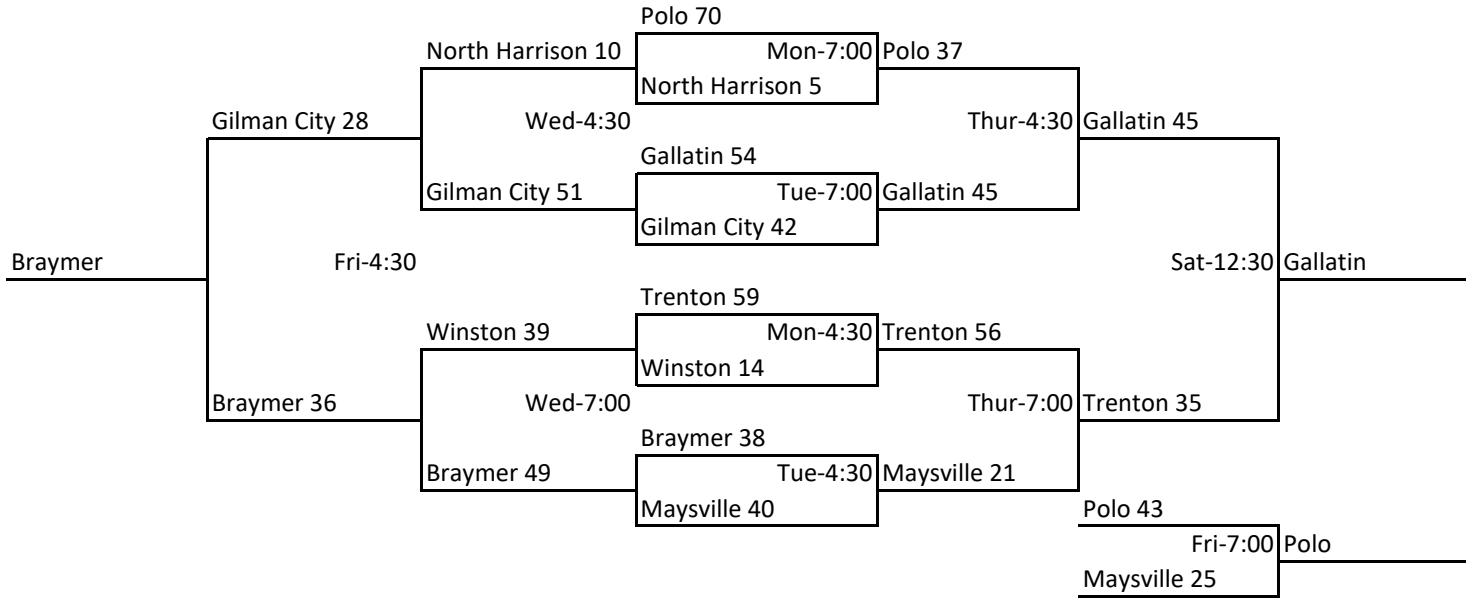 Polo 70
North Harrison 10
Mon-7:00
Polo 37
North Harrison 5
Gilman City 28
Wed-4:30
Thur-4:30
Gallatin 45
Gallatin 54
Gilman City 51
Tue-7:00
Gallatin 45
Gilman City 42
Braymer
Fri-4:30
Sat-12:30
Gallatin
Trenton 59
Winston 39
Mon-4:30
Trenton 56
Winston 14
Braymer 36
Wed-7:00
Thur-7:00
Trenton 35
Braymer 38
Braymer 49
Tue-4:30
Maysville 21
Maysville 40
Polo 43
Fri-7:00
Polo
Maysville 25